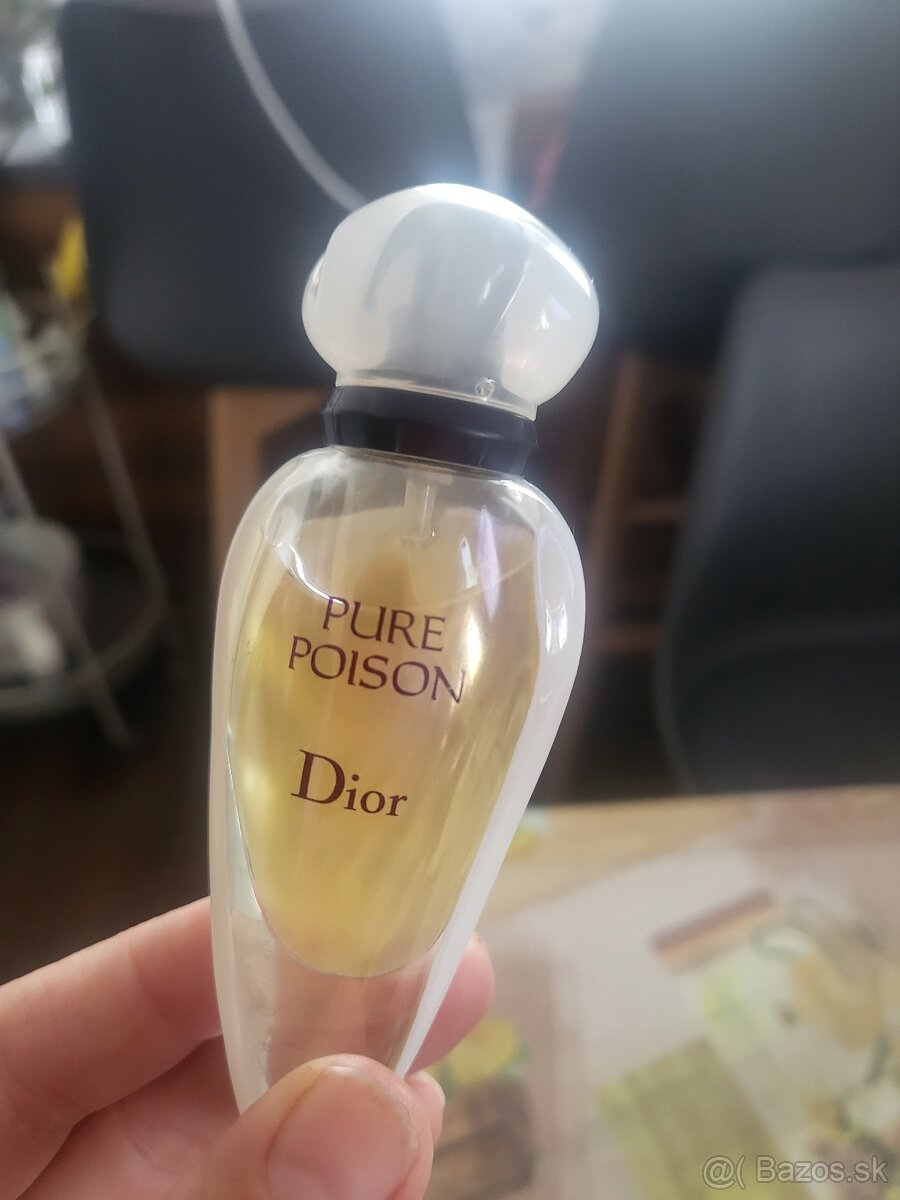 PURE
POISON
Dior
@( Bazos.sk